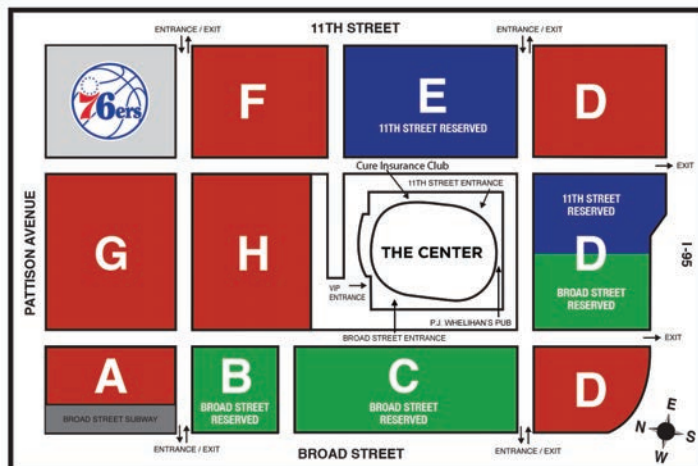 11TH STREET
ENTRANCE / EXIT
ENTRANCE / EXIT
76ers
F
E
11TH STREET RESERVED
D
EXIT
Cure Insurance Club
11TH STREET ENTRANCE
PATTISON AVENUE
G
H
THE CENTER
VIP
ENTRANCE
P.J. WHELIHAN'S PUB
BROAD STREET ENTRANCE
11TH STREET
RESERVED
D
BROAD STREET
RESERVED
I-95
EXIT
A
BROAD STREET SUBWAY
B
BROAD STREET
RESERVED
C
BROAD STREET
RESERVED
D
ENTRANCE / EXIT
ENTRANCE / EXIT
BROAD STREET
E
N
S
W